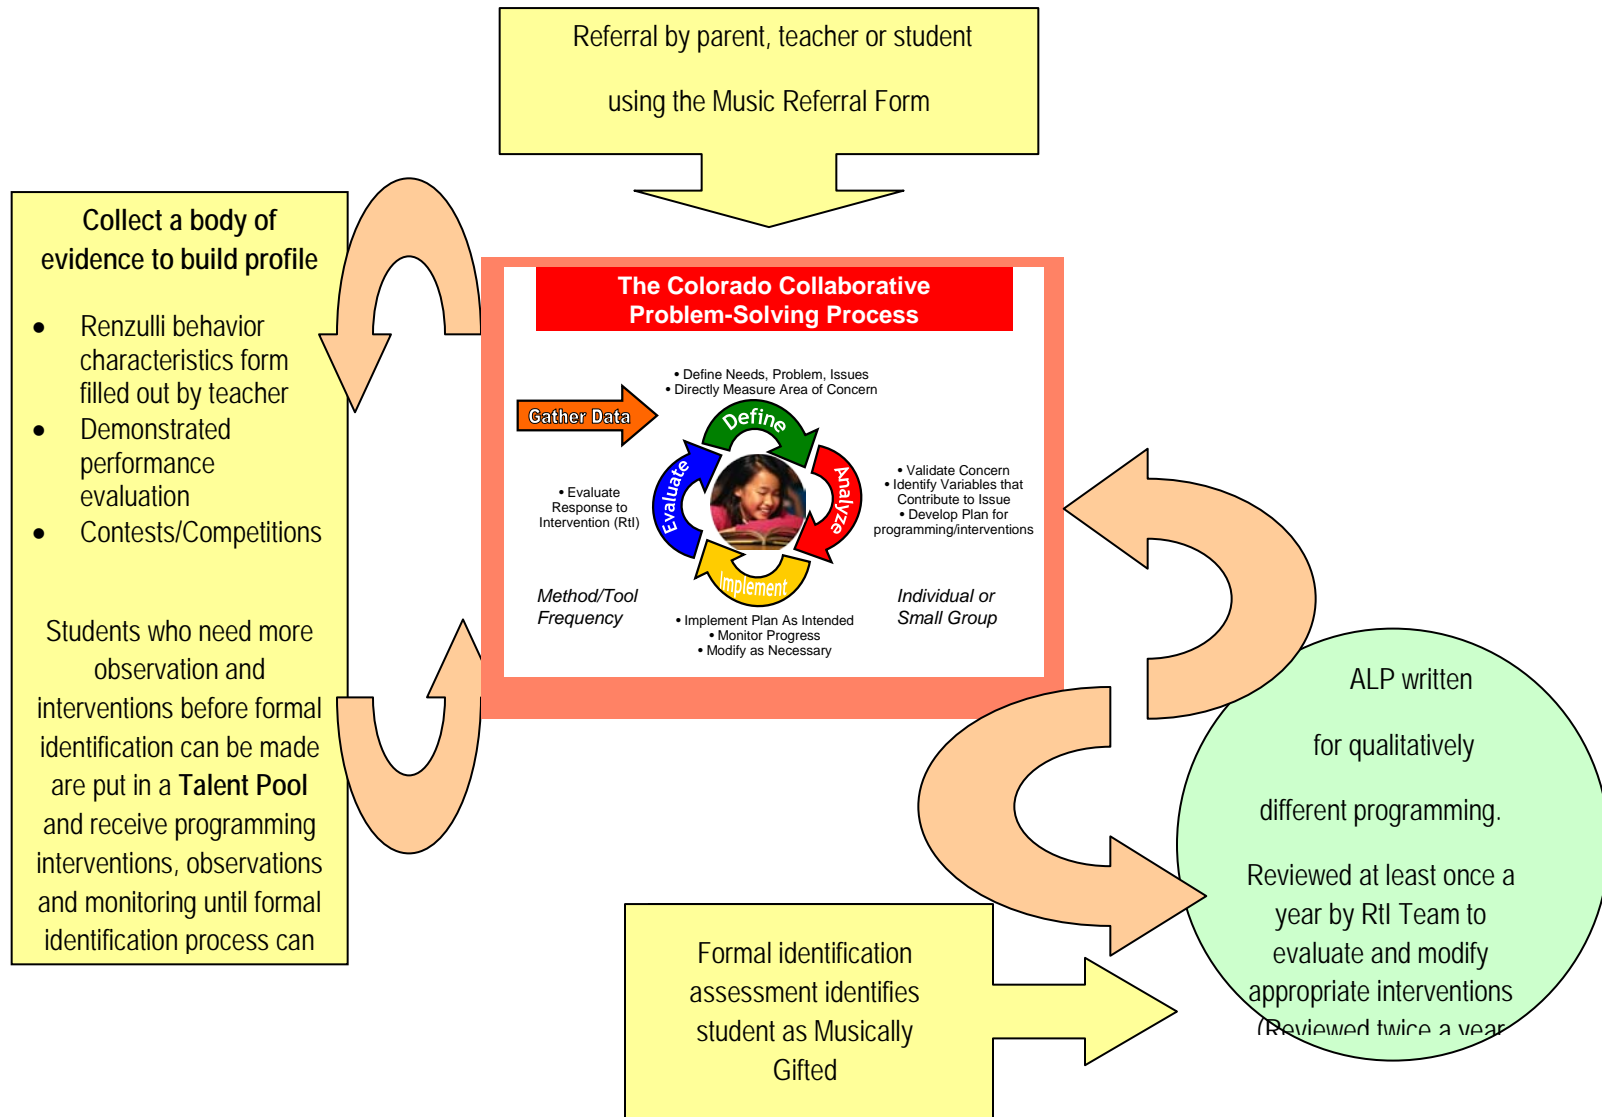 Referral by parent, teacher or student
using the Music Referral Form
Collect a body of
evidence to build profile
• Renzulli behavior
characteristics form
filled out by teacher
• Demonstrated
performance
evaluation
• Contests/Competitions
Students who need more
observation and
interventions before formal
identification can be made
are put in a Talent Pool
and receive programming
interventions, observations
and monitoring until formal
identification process can
The Colorado Collaborative
Problem-Solving Process
• Define Needs, Problem, Issues
• Directly Measure Area of Concern
Gather Data
Define
Analyze
Implement
Evaluate
• Validate Concern
• Identify Variables that
Contribute to Issue
• Develop Plan for
programming/interventions
• Evaluate
Response to
Intervention (RtI)
Method/Tool
Frequency
Individual or
Small Group
• Implement Plan As Intended
• Monitor Progress
• Modify as Necessary
ALP written
for qualitatively
different programming.
Reviewed at least once a
year by RtI Team to
evaluate and modify
appropriate interventions
(Reviewed twice a year
Formal identification
assessment identifies
student as Musically
Gifted